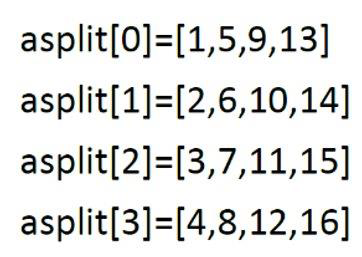 asplit[0]=[1,5,9,13]
asplit[1]=[2,6,10,14]
asplit[2]=[3,7,11,15]
asplit[3]=[4,8,12,16]